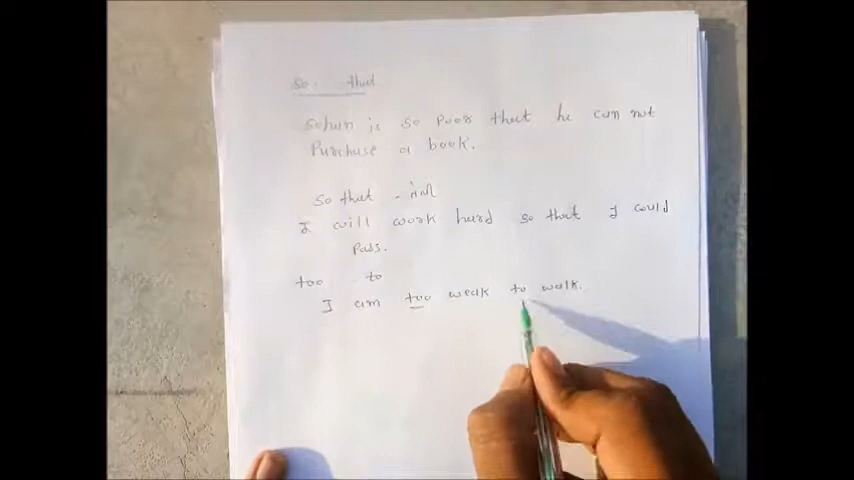 so - that
Sohan is so Poor that he can not
Purchase a book.
so that -
I will work hard so that I could
Pass.
too to
I am too weak to walk.